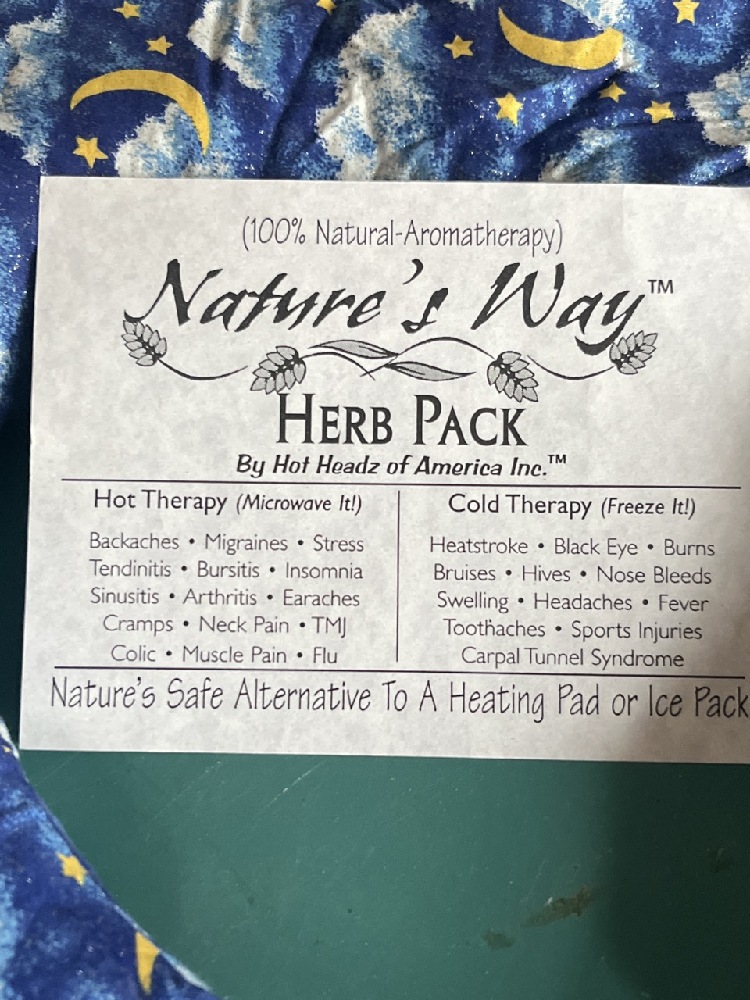 (100% Natural-Aromatherapy)
Nature's Way™
HERB PACK
By Hot Headz of America Inc.™
Hot Therapy (Microwave It!)
Backaches • Migraines • Stress
Tendinitis • Bursitis • Insomnia
Sinusitis • Arthritis • Earaches
Cramps • Neck Pain • TMJ
Colic • Muscle Pain • Flu
Cold Therapy (Freeze It!)
Heatstroke • Black Eye • Burns
Bruises • Hives • Nose Bleeds
Swelling • Headaches • Fever
Toothaches • Sports Injuries
Carpal Tunnel Syndrome
Nature's Safe Alternative To A Heating Pad or Ice Pack